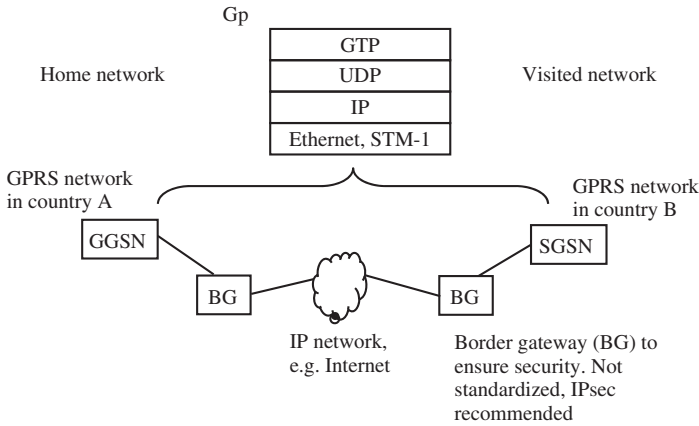 Gp
GTP
Home network
UDP
Visited network
IP
Ethernet, STM-1
GPRS network
in country A
GPRS network
in country B
GGSN
SGSN
BG
BG
IP network,
e.g. Internet
Border gateway (BG) to
ensure security. Not
standardized, IPsec
recommended